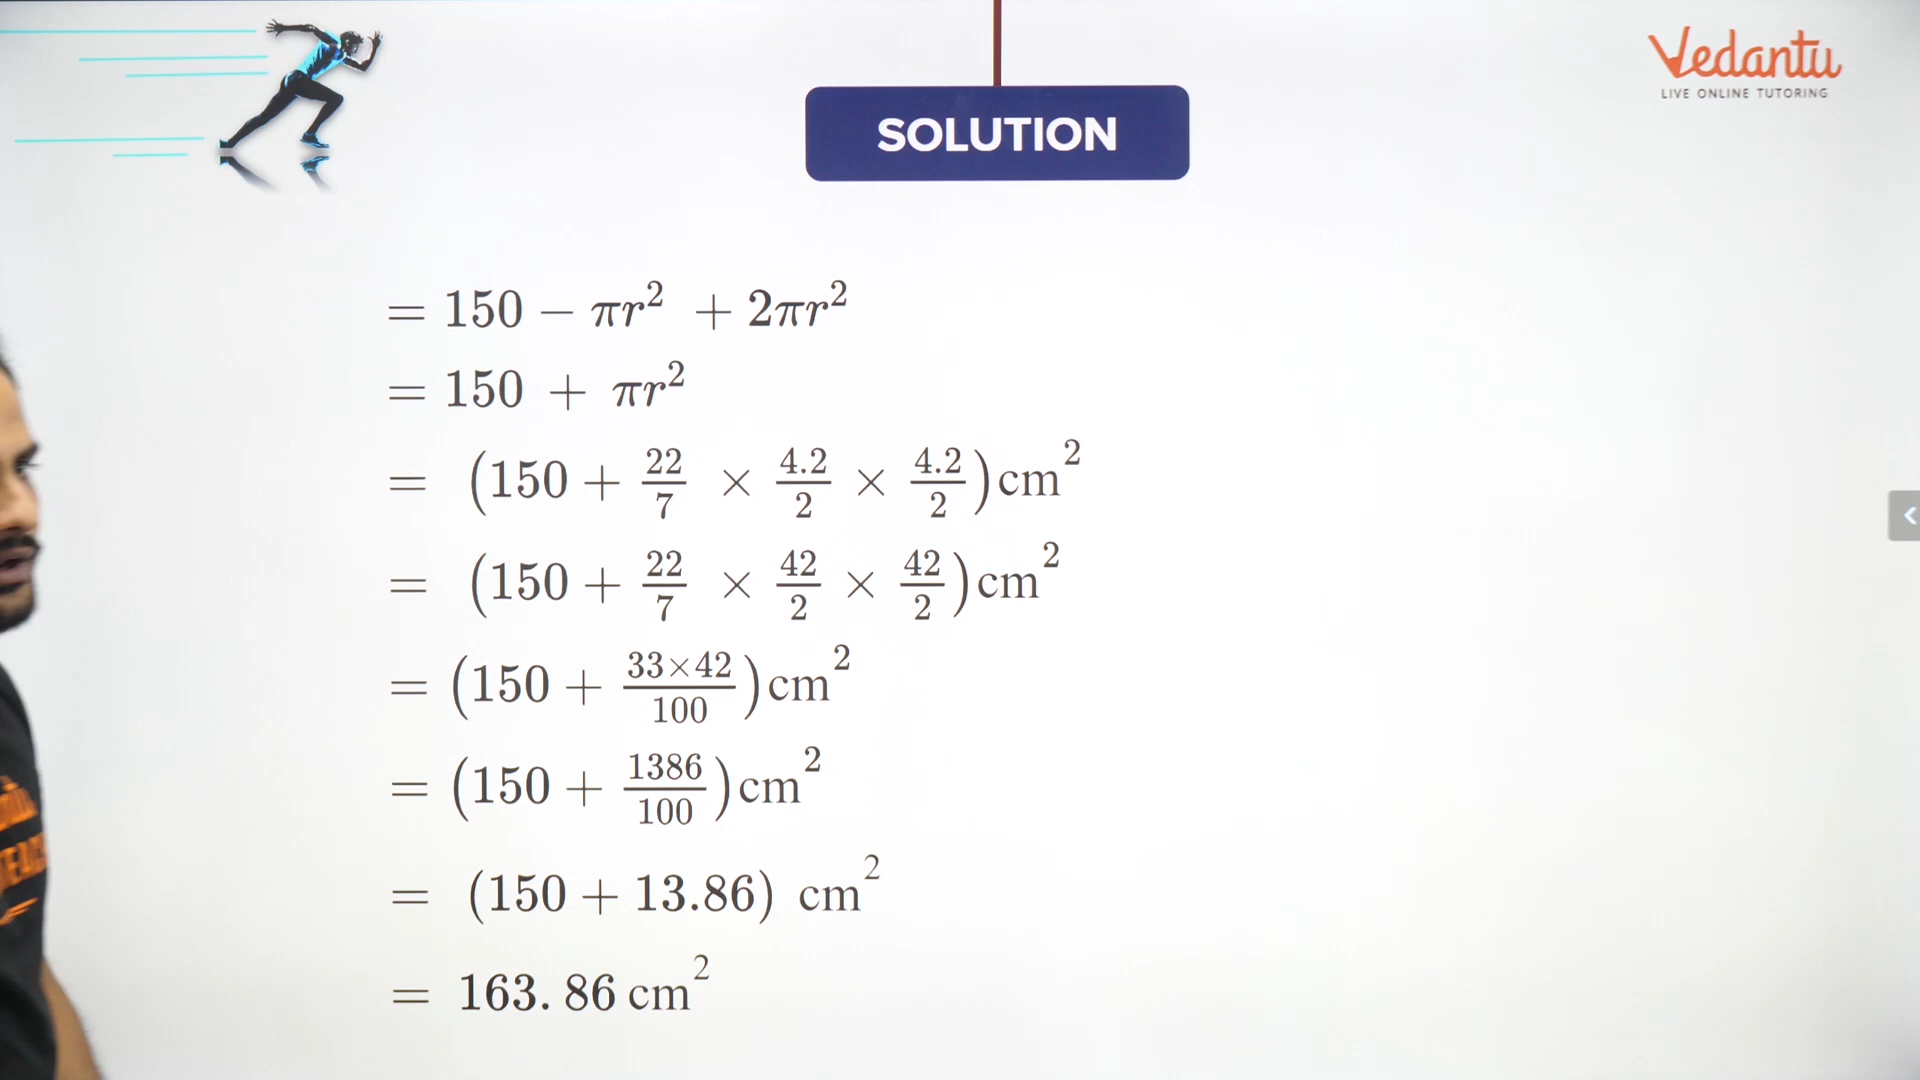 Vedantu
LIVE ONLINE TUTORING
SOLUTION
= 150 − πr² + 2πr²
= 150 + πr²
= (150 + 22/7 × 4.2/2 × 4.2/2) cm²
= (150 + 22/7 × 42/2 × 42/2) cm²
= (150 + 33×42/100) cm²
= (150 + 1386/100) cm²
= (150 + 13.86) cm²
= 163. 86 cm²